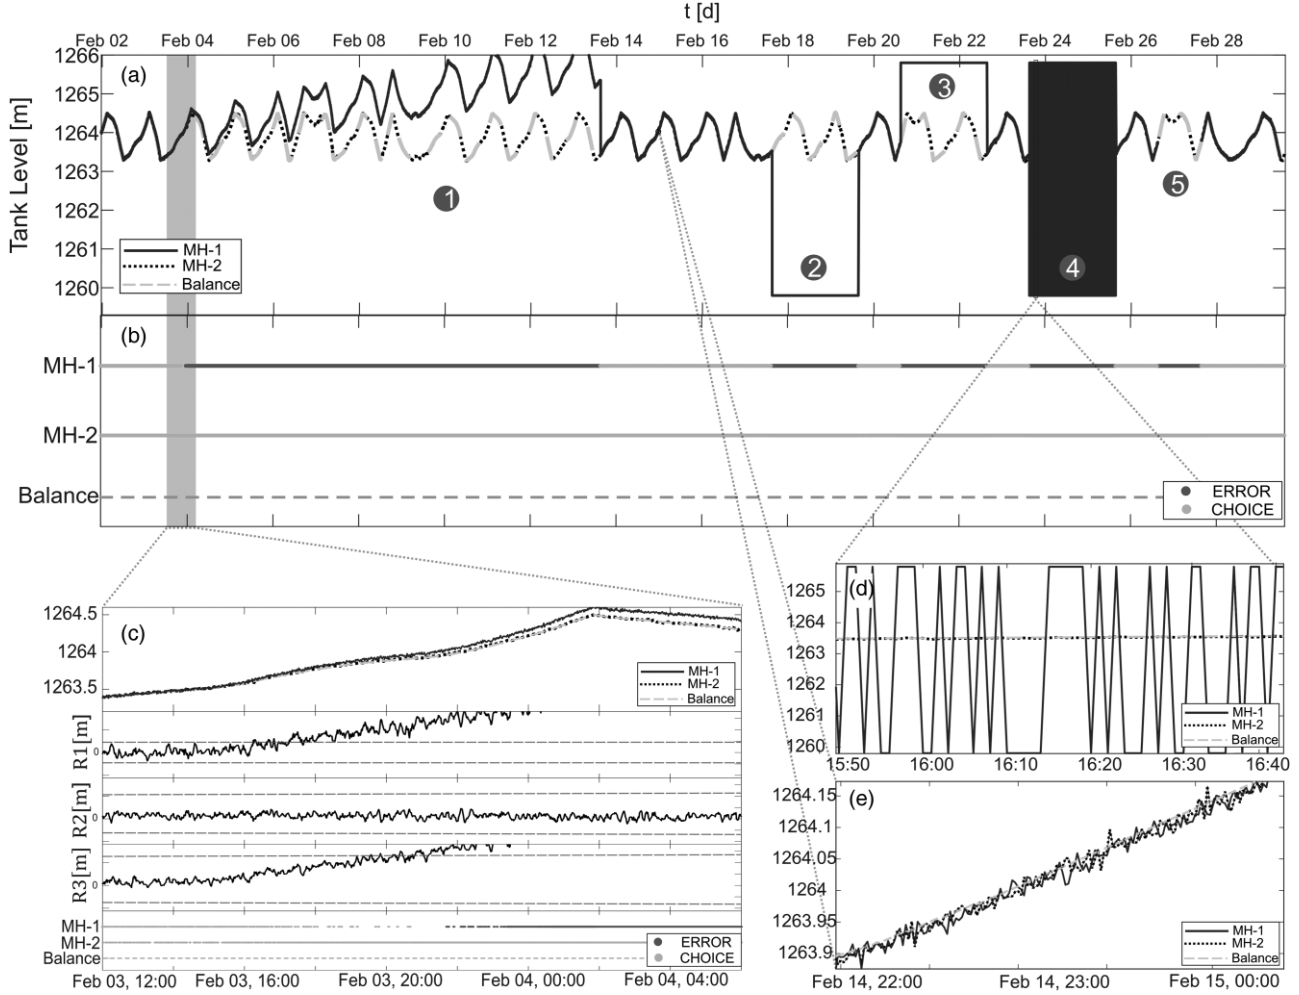 t [d]
Feb 02 Feb 04 Feb 06 Feb 08 Feb 10 Feb 12 Feb 14 Feb 16 Feb 18 Feb 20 Feb 22 Feb 24 Feb 26 Feb 28
(a)
Tank Level [m]
1266
1265
1264
1263
1262
1261
1260
1
2
3
4
5
MH-1
MH-2
Balance
(b)
MH-1
MH-2
Balance
ERROR
CHOICE
(c)
1264.5
1264
1263.5
MH-1
MH-2
Balance
R1[m]
0
R2[m]
0
R3[m]
0
MH-1
MH-2
Balance
ERROR
CHOICE
Feb 03, 12:00 Feb 03, 16:00 Feb 03, 20:00 Feb 04, 00:00 Feb 04, 04:00
(d)
1265
1264
1263
1262
1261
1260
MH-1
MH-2
Balance
15:50 16:00 16:10 16:20 16:30 16:40
(e)
1264.15
1264.1
1264.05
1264
1263.95
1263.9
MH-1
MH-2
Balance
Feb 14, 22:00 Feb 14, 23:00 Feb 15, 00:00